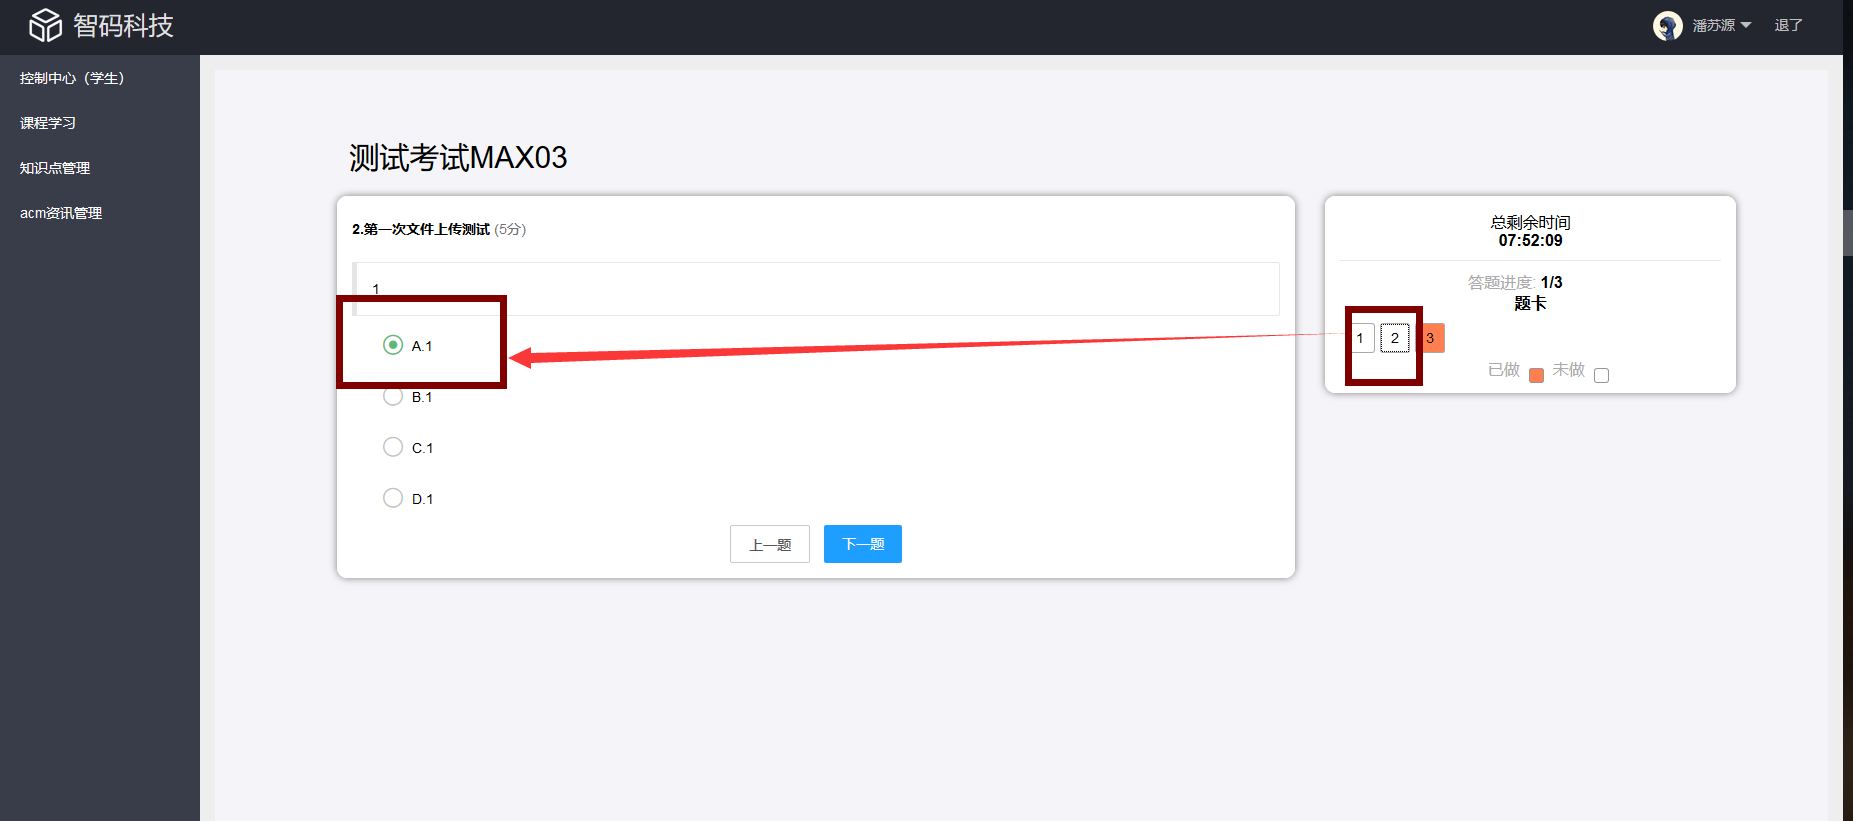 智码科技
潘苏源
退了
控制中心（学生）
课程学习
知识点管理
acm资讯管理
测试考试MAX03
2.第一次文件上传测试 (5分)
1
A.1
B.1
C.1
D.1
上一题
下一题
总剩余时间
07:52:09
答题进度: 1/3
题卡
1 2 3
已做 未做